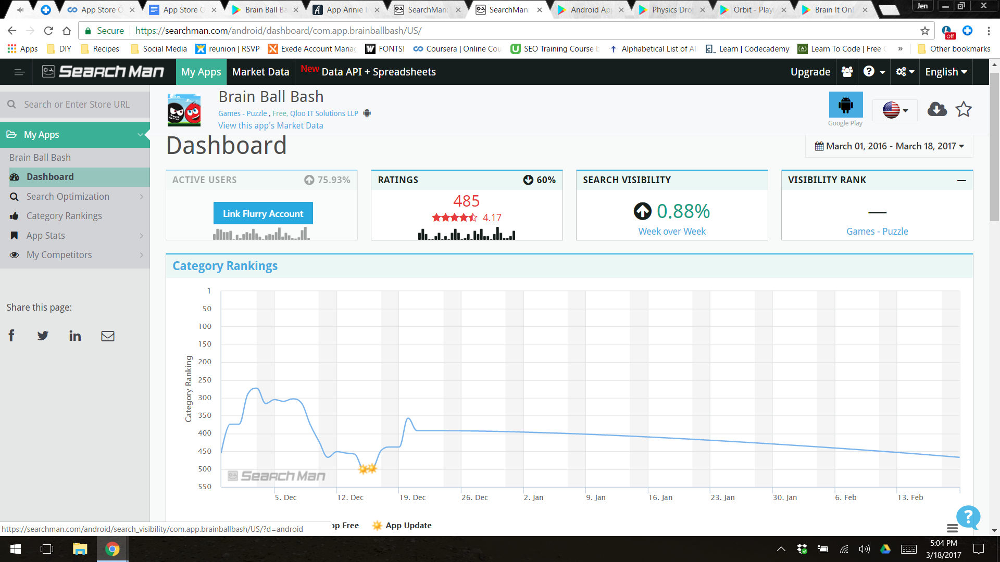 App Store O
App Store O
Brain Ball Ba
App Annie I
SearchMan:
SearchMan:
Android App
Physics Drop
Orbit - Playi
Brain It On!
Jen
Secure
https://searchman.com/android/dashboard/com.app.brainballbash/US/
Off
Apps
DIY
Recipes
Social Media
reunion | RSVP
Exede Account Manag
FONTS!
Coursera | Online Cou
SEO Training Course b
Alphabetical List of Al
Learn | Codecademy
Learn To Code | Free C
»
Other bookmarks
SEARCH MAN
My Apps
Market Data
New Data API + Spreadsheets
Upgrade
English
Search or Enter Store URL
My Apps
Brain Ball Bash
Dashboard
Search Optimization
Category Rankings
App Stats
My Competitors
Share this page:
Brain Ball Bash
Games - Puzzle , Free, Qloo IT Solutions LLP
View this app's Market Data
Google Play
Dashboard
March 01, 2016 - March 18, 2017
ACTIVE USERS
75.93%
Link Flurry Account
RATINGS
60%
485
4.17
SEARCH VISIBILITY
0.88%
Week over Week
VISIBILITY RANK
—
—
Games - Puzzle
Category Rankings
Category Ranking
1
50
100
150
200
250
300
350
400
450
500
550
SEARCH MAN
5. Dec
12. Dec
19. Dec
26. Dec
2. Jan
9. Jan
16. Jan
23. Jan
30. Jan
6. Feb
13. Feb
op Free
App Update
?
https://searchman.com/android/search_visibility/com.app.brainballbash/US/?d=android
5:04 PM
3/18/2017